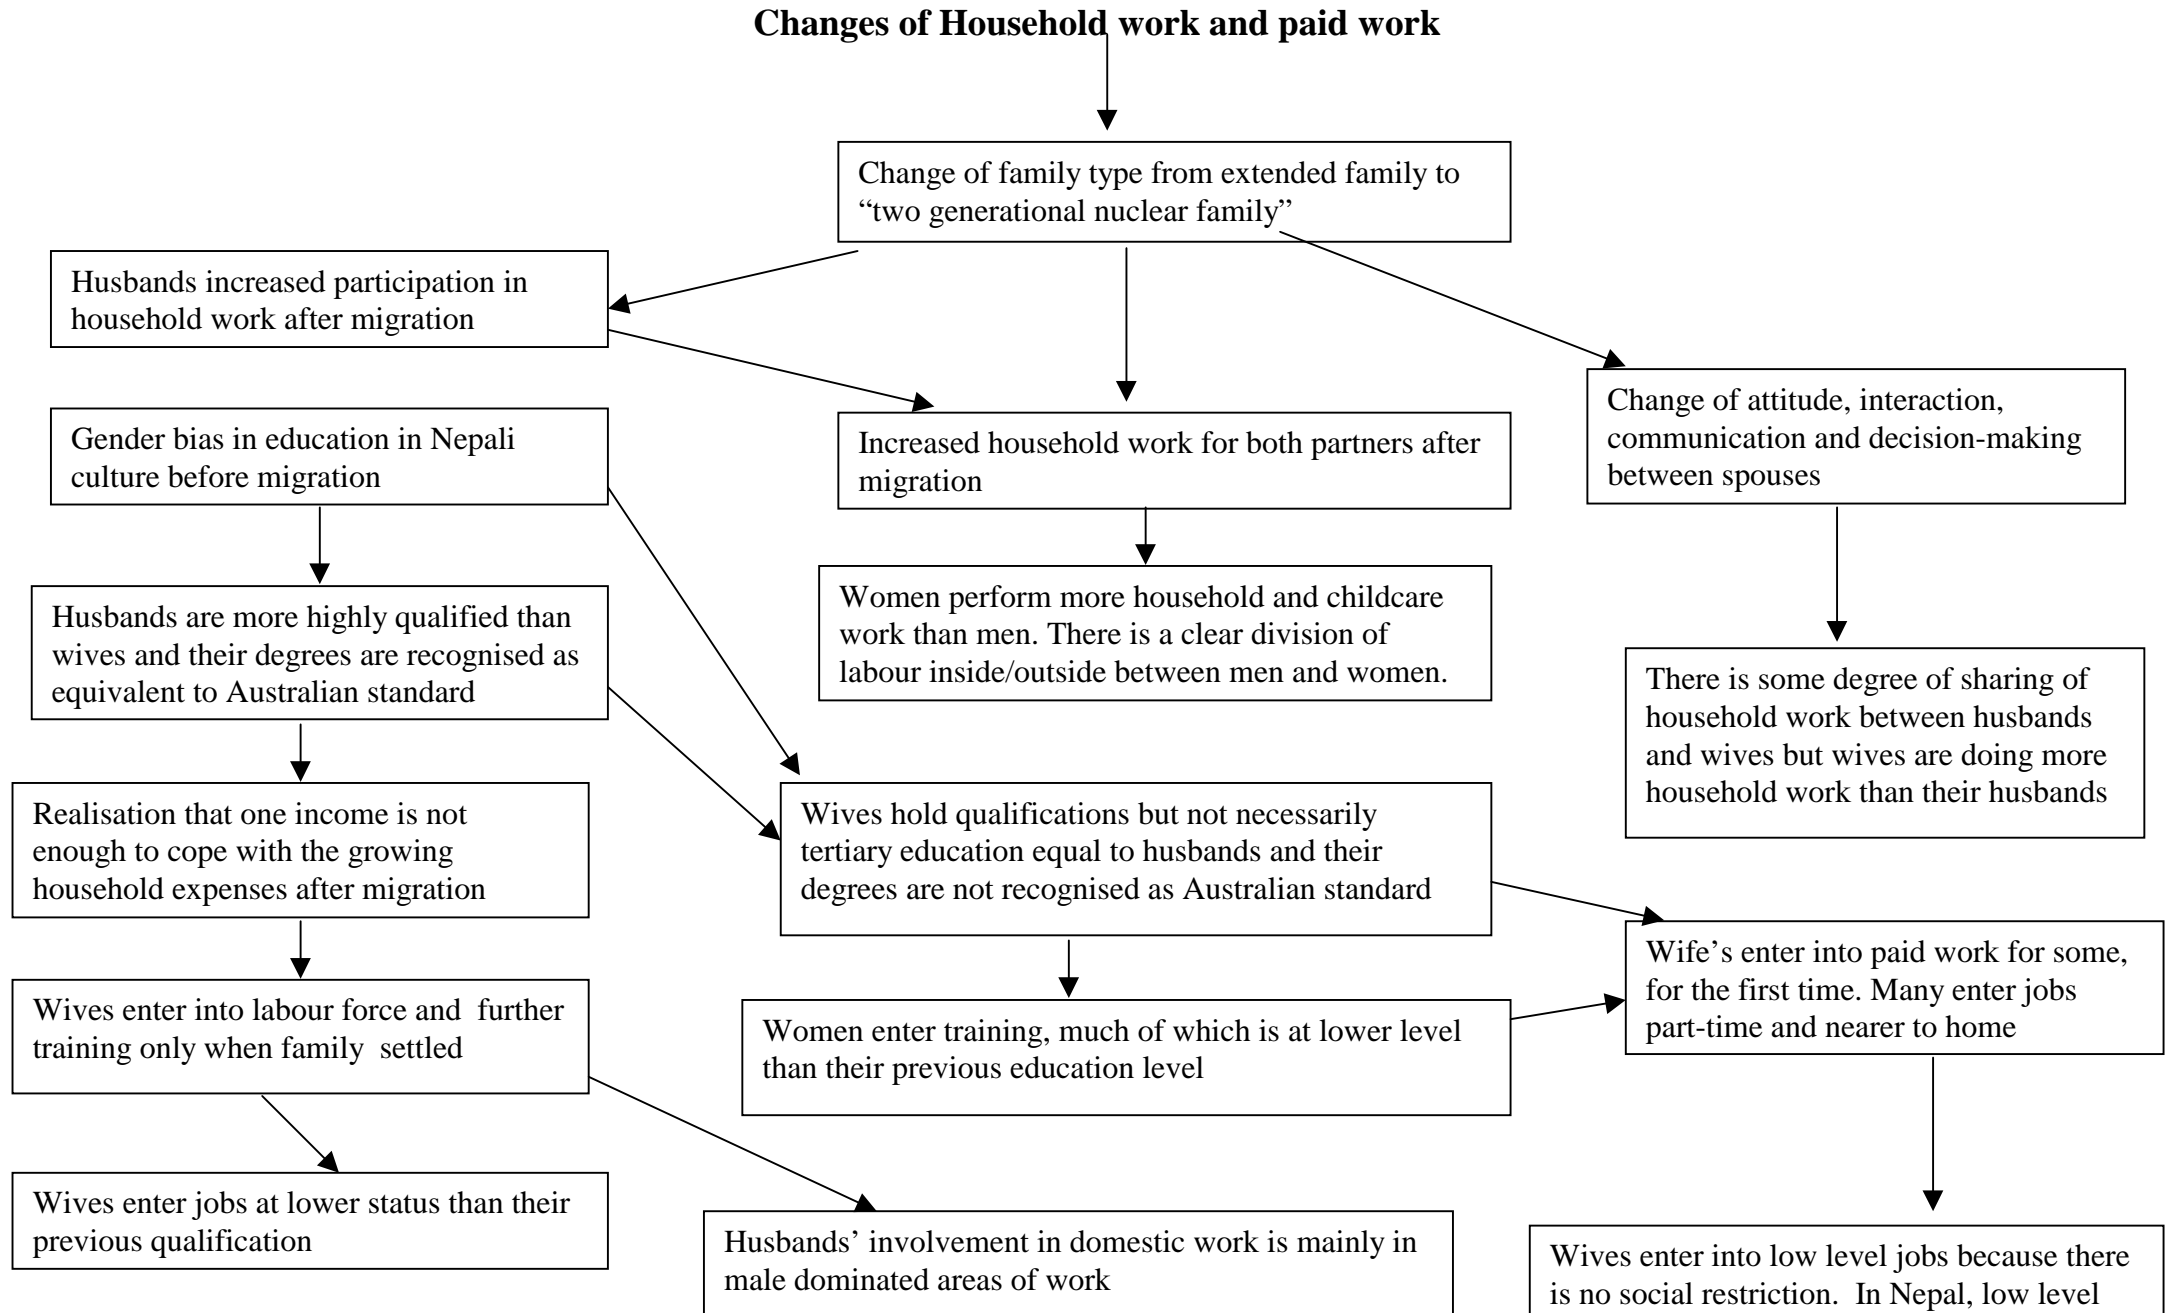 Changes of Household work and paid work
Change of family type from extended family to
“two generational nuclear family”
Husbands increased participation in
household work after migration
Change of attitude, interaction,
communication and decision-making
between spouses
Gender bias in education in Nepali
culture before migration
Increased household work for both partners after
migration
Women perform more household and childcare
work than men. There is a clear division of
labour inside/outside between men and women.
Husbands are more highly qualified than
wives and their degrees are recognised as
equivalent to Australian standard
There is some degree of sharing of
household work between husbands
and wives but wives are doing more
household work than their husbands
Realisation that one income is not
enough to cope with the growing
household expenses after migration
Wives hold qualifications but not necessarily
tertiary education equal to husbands and their
degrees are not recognised as Australian standard
Wife’s enter into paid work for some,
for the first time. Many enter jobs
part-time and nearer to home
Wives enter into labour force and  further
training only when family  settled
Women enter training, much of which is at lower level
than their previous education level
Wives enter jobs at lower status than their
previous qualification
Husbands’ involvement in domestic work is mainly in
male dominated areas of work
Wives enter into low level jobs because there
is no social restriction.  In Nepal, low level